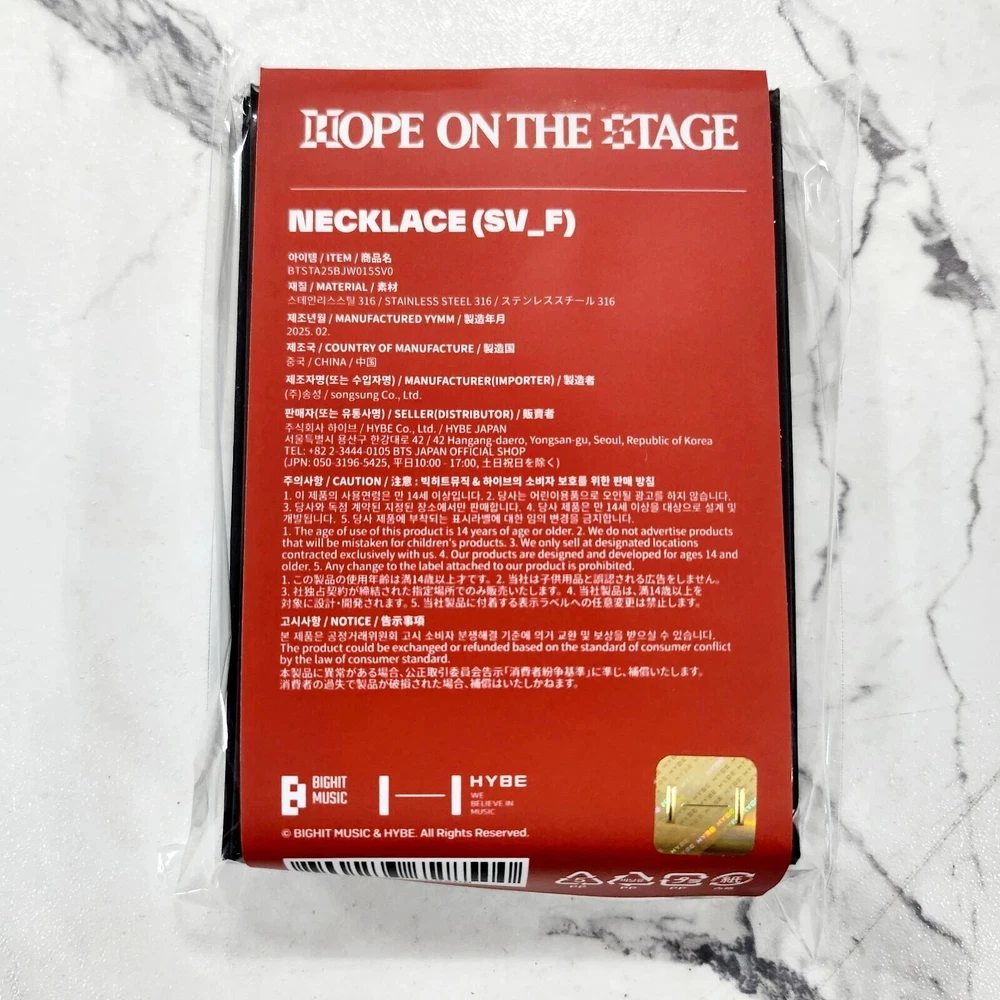 HOPE ON THE STAGE
NECKLACE (SV_F)
하이템 / ITEM / 商品名
BTSTA25BJW015SV0
재질 / MATERIAL / 素材
스테인리스스틸 316 / STAINLESS STEEL 316 / ステンレススチール 316
제조년월 / MANUFACTURED YYMM / 製造年月
2025. 02.
제조국 / COUNTRY OF MANUFACTURE / 製造国
중국 / CHINA / 中国
제조자명(또는 수입자명) / MANUFACTURER(IMPORTER) / 製造者
(주)송성 / songsung Co., Ltd.
판매자(또는 유통사명) / SELLER(DISTRIBUTOR) / 販賣者
주식회사 하이브 / HYBE Co., Ltd. / HYBE JAPAN
서울특별시 용산구 한강대로 42 / 42 Hangang-daero, Yongsan-gu, Seoul, Republic of Korea
TEL: +82 2-3444-0105 BTS JAPAN OFFICIAL SHOP
(JPN: 050-3196-5425, 平日10:00 - 17:00, 土日祝日を除く)
주의사항 / CAUTION / 注意 : 빅히트뮤직 & 하이브의 소비자 보호를 위한 판매 방침
1. 이 제품의 사용연령은 만 14세 이상입니다. 2. 당사는 어린이용품으로 오인될 광고를 하지 않습니다.
3. 당사와 독점 계약된 지정된 장소에서만 판매합니다. 4. 당사 제품은 만 14세 이상을 대상으로 설계 및
개발됩니다. 5. 당사 제품에 부착되는 표시라벨에 대한 임의 변경을 금지합니다.
1. The age of use of this product is 14 years of age or older. 2. We do not advertise products
that will be mistaken for children's products. 3. We only sell at designated locations
contracted exclusively with us. 4. Our products are designed and developed for ages 14 and
older. 5. Any change to the label attached to our product is prohibited.
1. この製品の使用年齢は満14歳以上才です。2. 当社は子供用品と誤認される広告をしません。
3. 社独占契約が締結された指定場所でのみ販売いたします。4. 当社製品は、満14歳以上を
対象に設計・開発されます。5. 当社製品に付着する表示ラベルへの任意変更は禁止します。
고시사항 / NOTICE / 告示事項
본 제품은 공정거래위원회 고시 소비자 분쟁해결 기준에 의거 교환 및 보상을 받으실 수 있습니다.
The product could be exchanged or refunded based on the standard of consumer conflict
by the law of consumer standard.
本製品に異常がある場合、公正取引委員会告示「消費者紛争基準」に準じ、補償いたします。
消費者の過失で製品が破損された場合、補償はいたしかねます。
BIGHIT
MUSIC
HYBE
WE
BELIEVE IN
MUSIC
© BIGHIT MUSIC & HYBE. All Rights Reserved.
PP
PP
PP